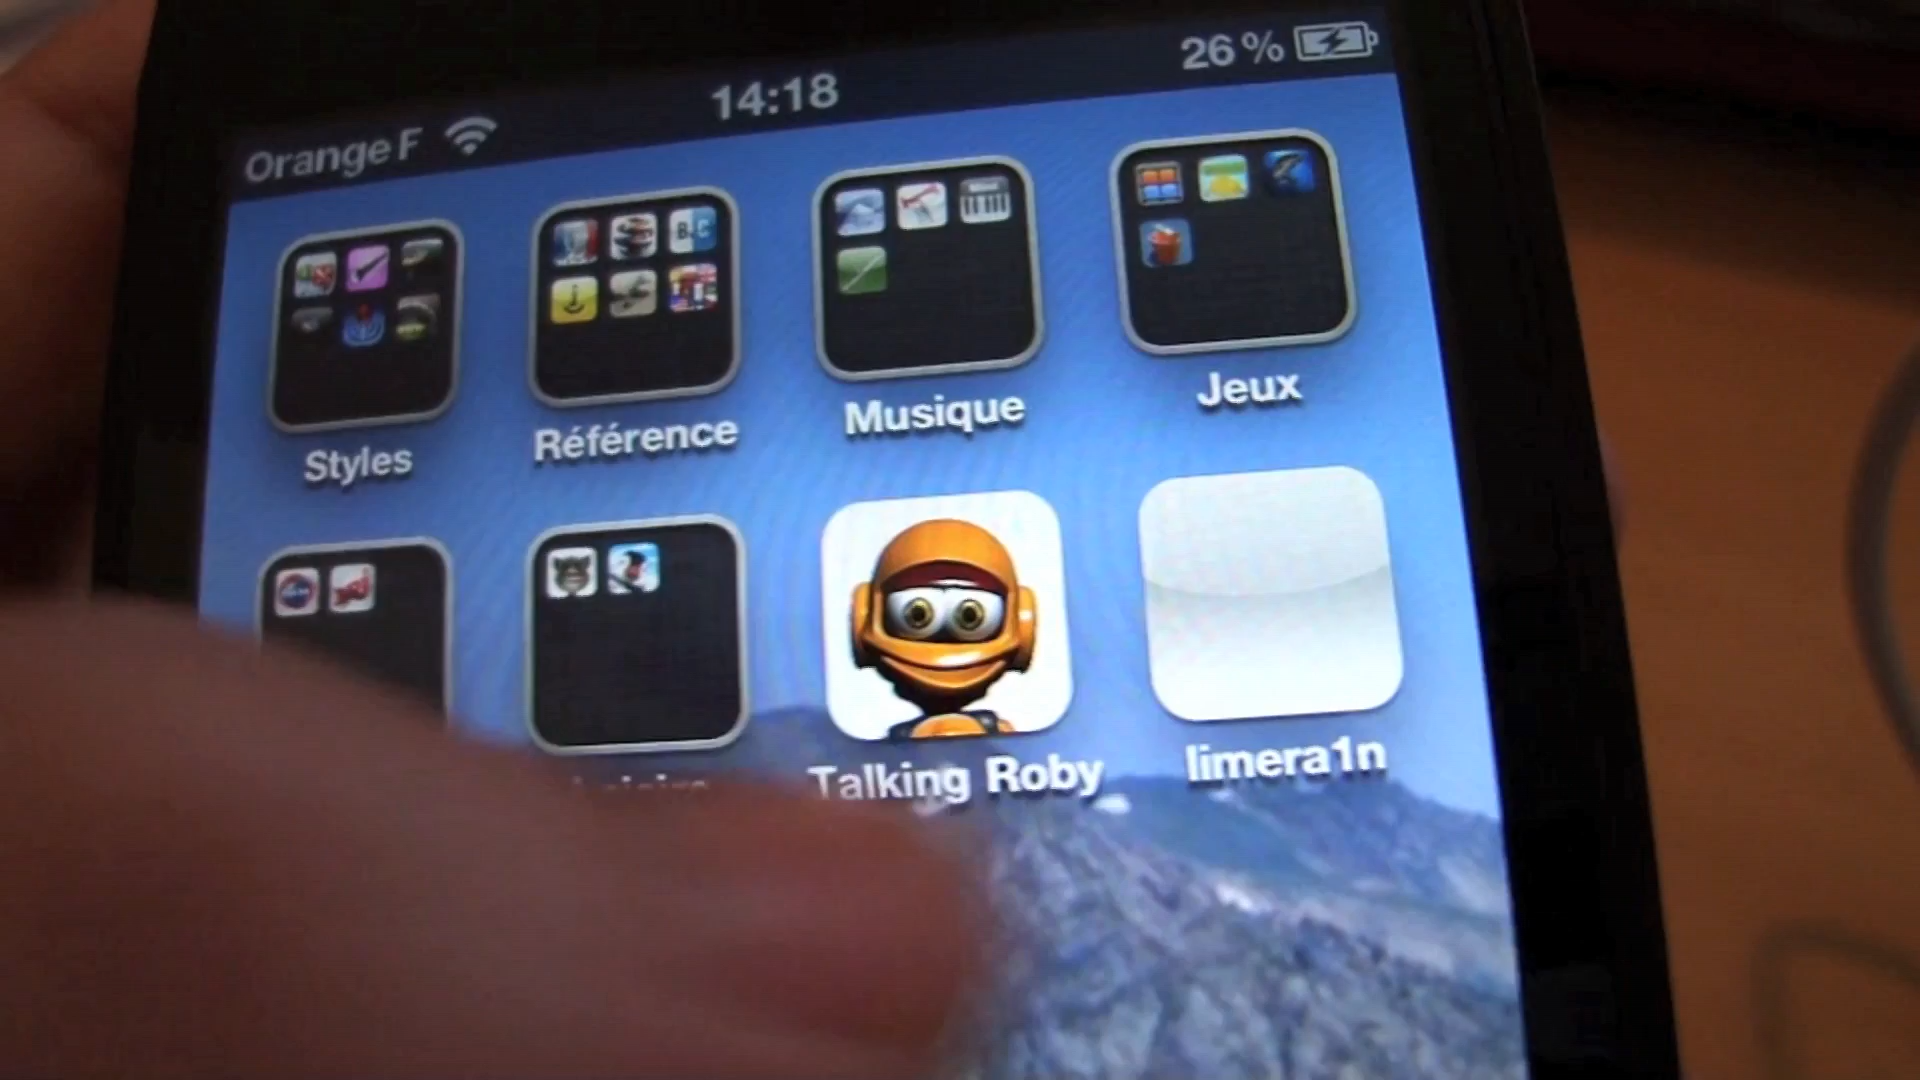 Orange F 14:18 26 %
Styles Référence Musique Jeux
Talking Roby limera1n